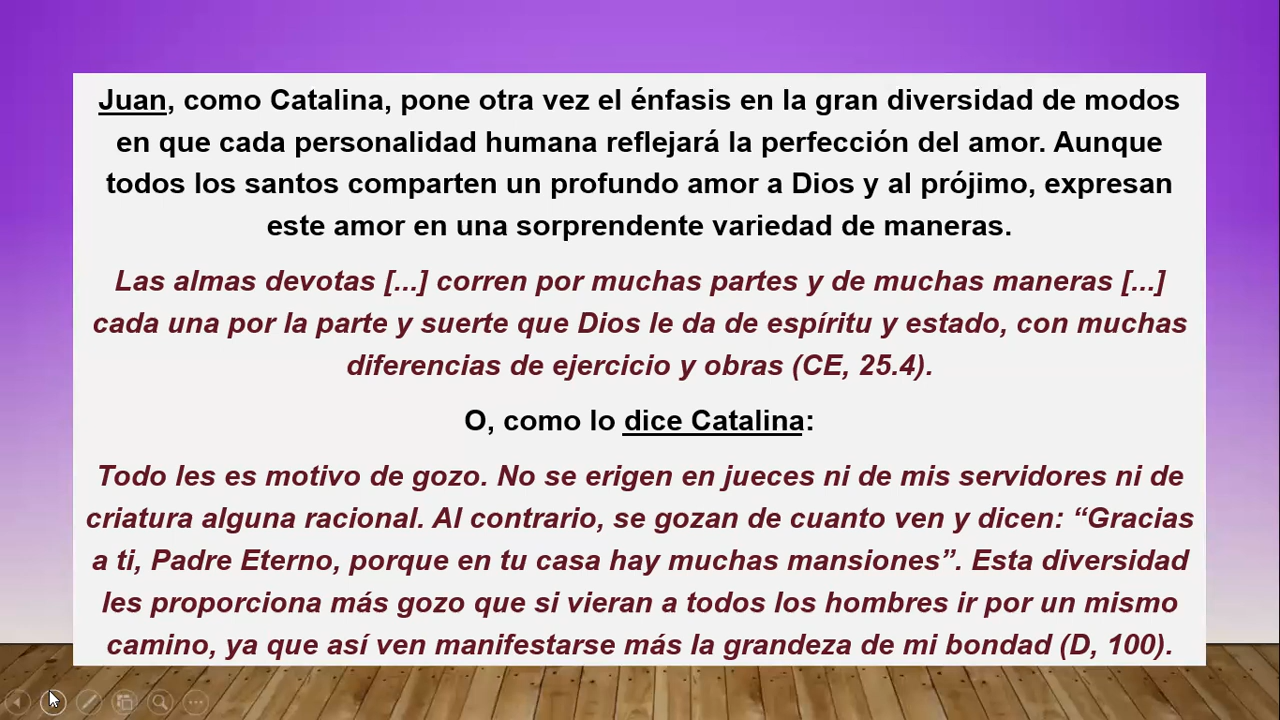 Juan, como Catalina, pone otra vez el énfasis en la gran diversidad de modos
en que cada personalidad humana reflejará la perfección del amor. Aunque
todos los santos comparten un profundo amor a Dios y al prójimo, expresan
este amor en una sorprendente variedad de maneras.
Las almas devotas [...] corren por muchas partes y de muchas maneras [...]
cada una por la parte y suerte que Dios le da de espíritu y estado, con muchas
diferencias de ejercicio y obras (CE, 25.4).
O, como lo dice Catalina:
Todo les es motivo de gozo. No se erigen en jueces ni de mis servidores ni de
criatura alguna racional. Al contrario, se gozan de cuanto ven y dicen: “Gracias
a ti, Padre Eterno, porque en tu casa hay muchas mansiones”. Esta diversidad
les proporciona más gozo que si vieran a todos los hombres ir por un mismo
camino, ya que así ven manifestarse más la grandeza de mi bondad (D, 100).